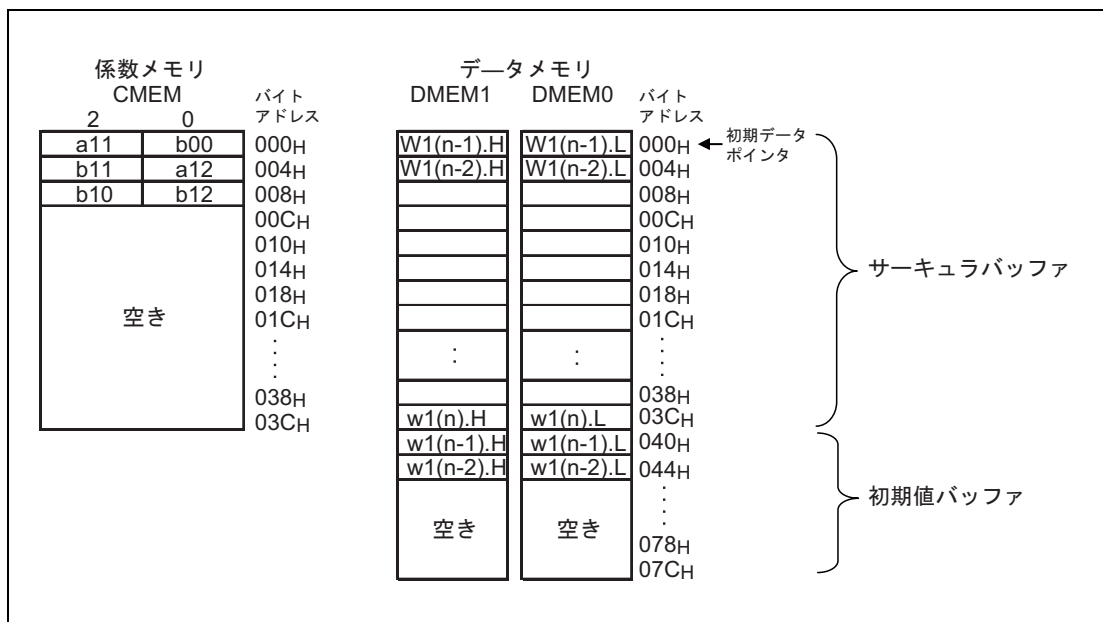 係数メモリ
CMEM
2 0
バイト
アドレス
a11 b00 000H
b11 a12 004H
b10 b12 008H
00CH
010H
014H
018H
01CH
空き
038H
03CH
データメモリ
DMEM1 DMEM0
バイト
アドレス
W1(n-1).H W1(n-1).L 000H
初期データ
ポインタ
W1(n-2).H W1(n-2).L 004H
008H
00CH
010H
014H
018H
01CH
038H
w1(n).H w1(n).L 03CH
サーキュラバッファ
w1(n-1).H w1(n-1).L 040H
w1(n-2).H w1(n-2).L 044H
空き 空き
078H
07CH
初期値バッファ